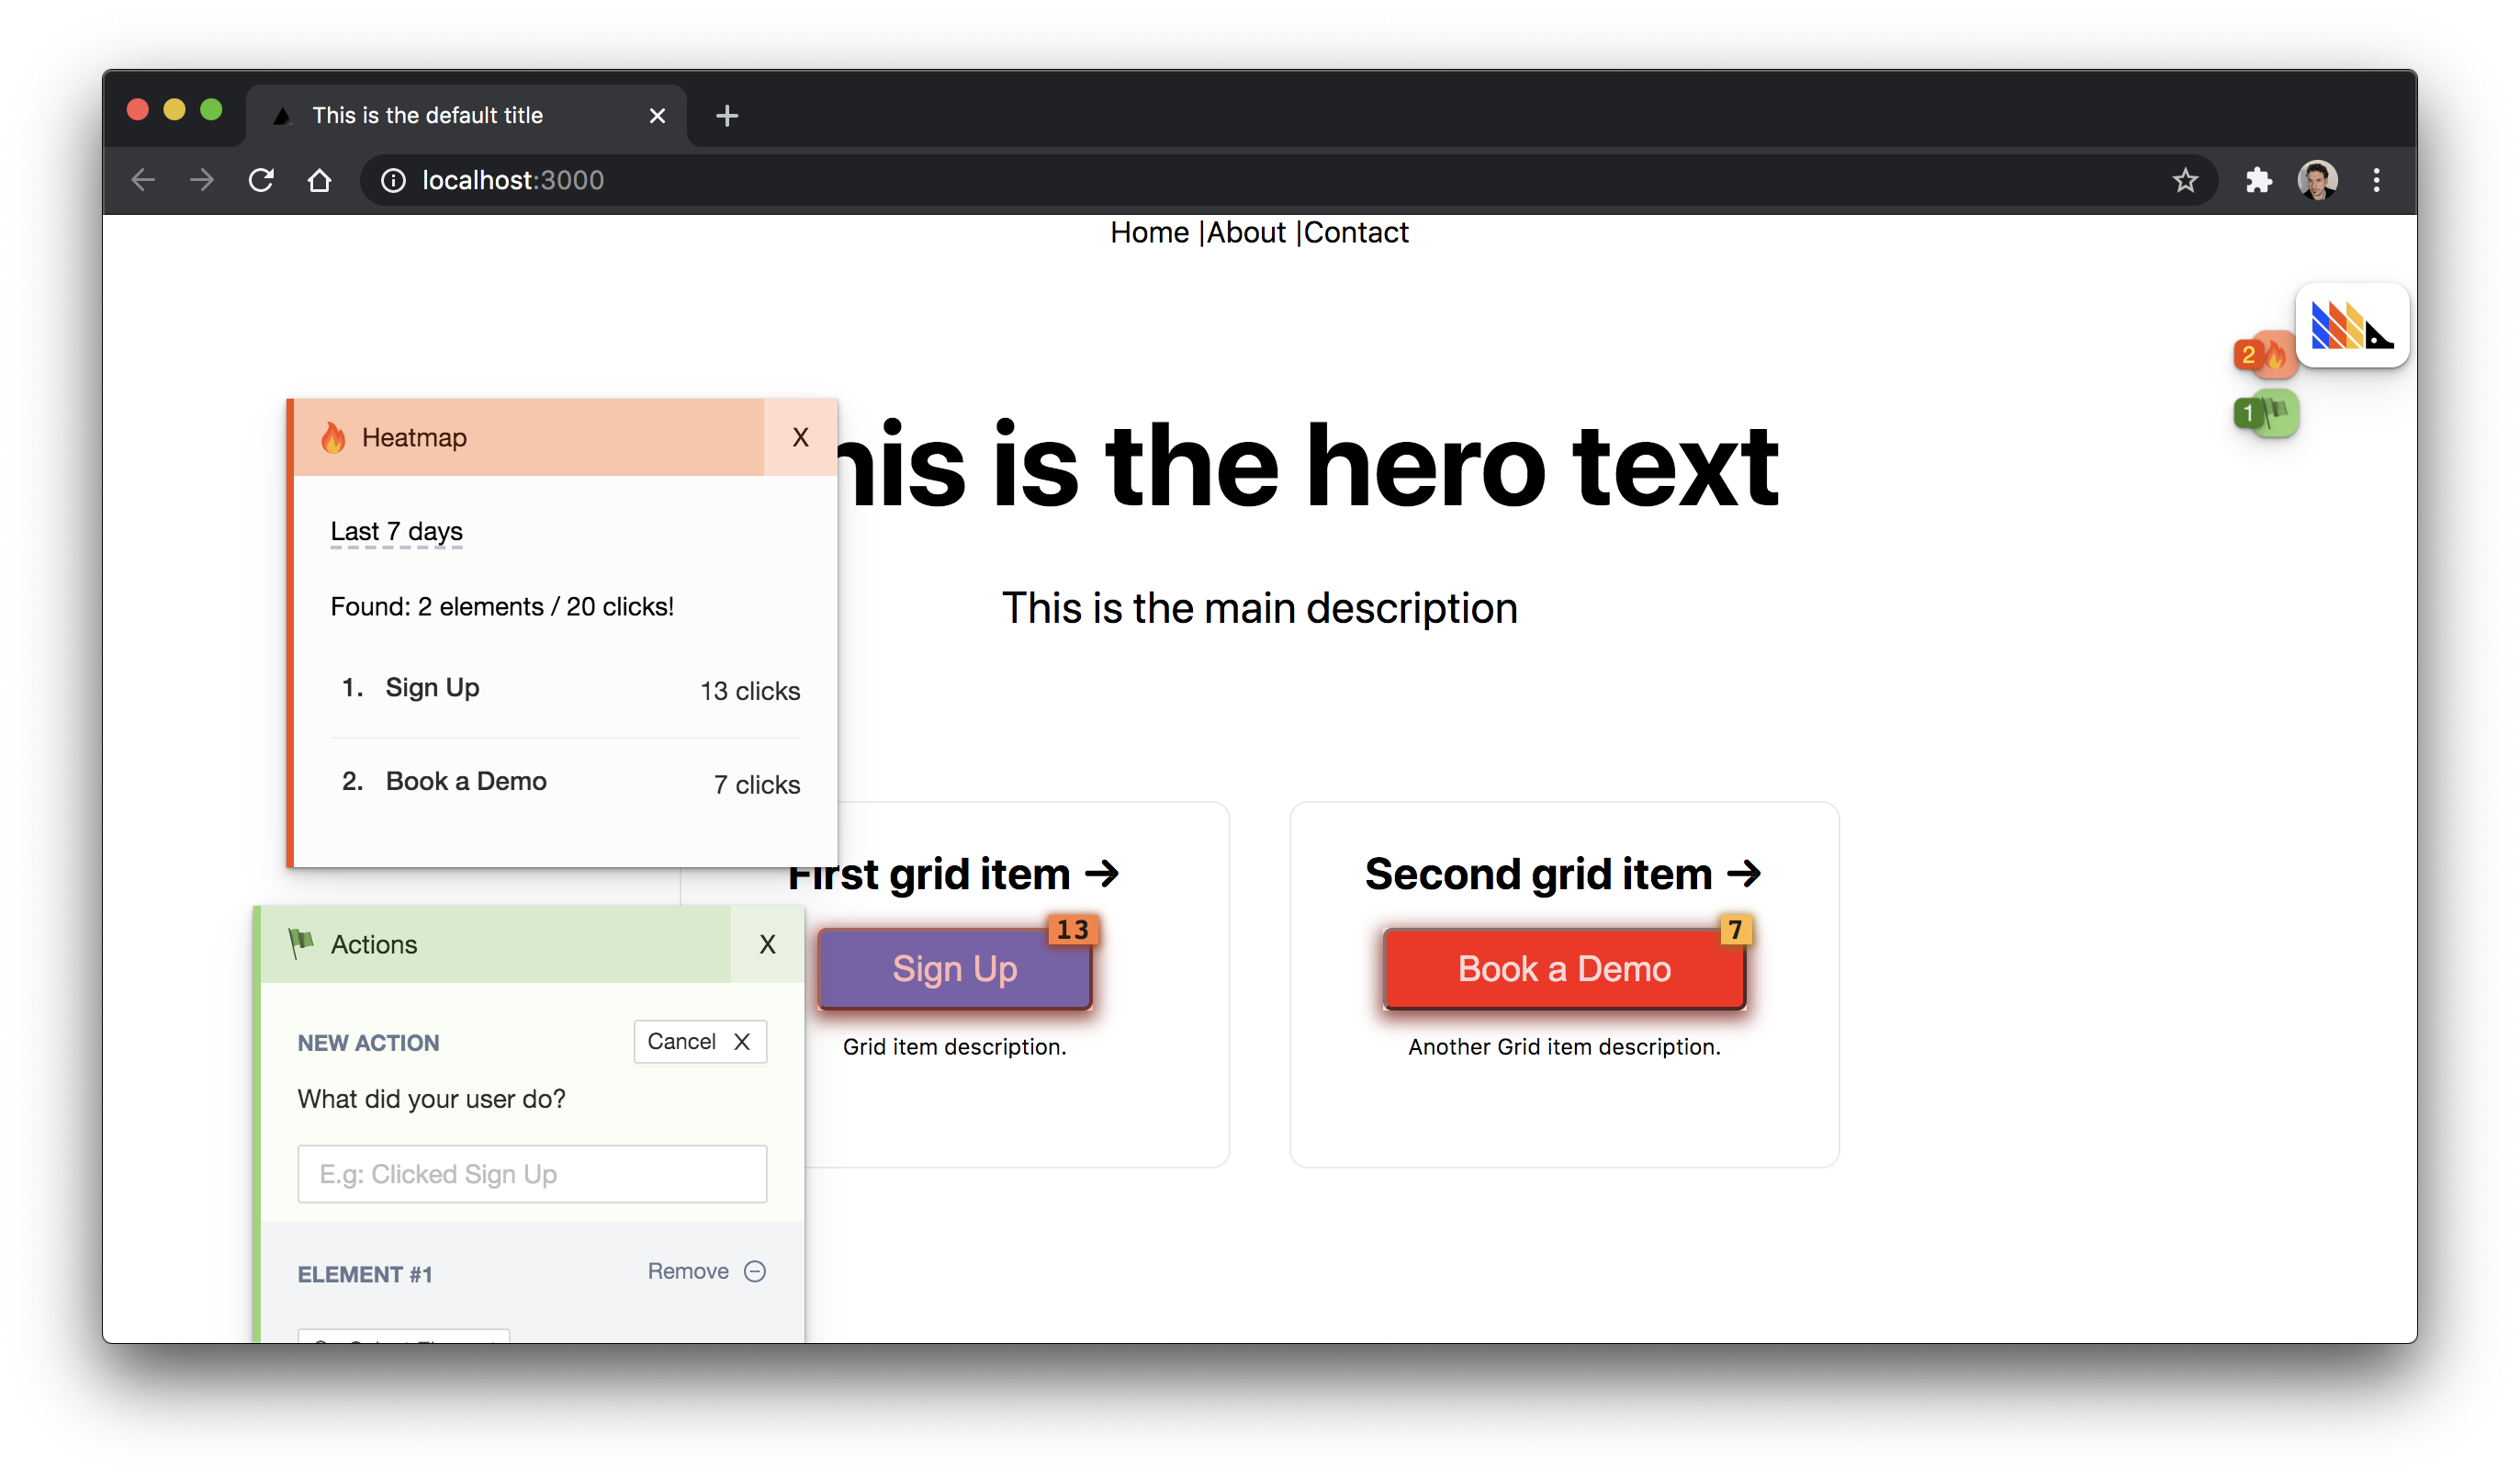 This is the default title
localhost:3000
Home |About |Contact
2
1
Heatmap X
his is the hero text
Last 7 days
Found: 2 elements / 20 clicks!
This is the main description
1. Sign Up 13 clicks
2. Book a Demo 7 clicks
First grid item →
13
Sign Up
Grid item description.
Second grid item →
7
Book a Demo
Another Grid item description.
Actions X
NEW ACTION
Cancel X
What did your user do?
E.g: Clicked Sign Up
ELEMENT #1
Remove